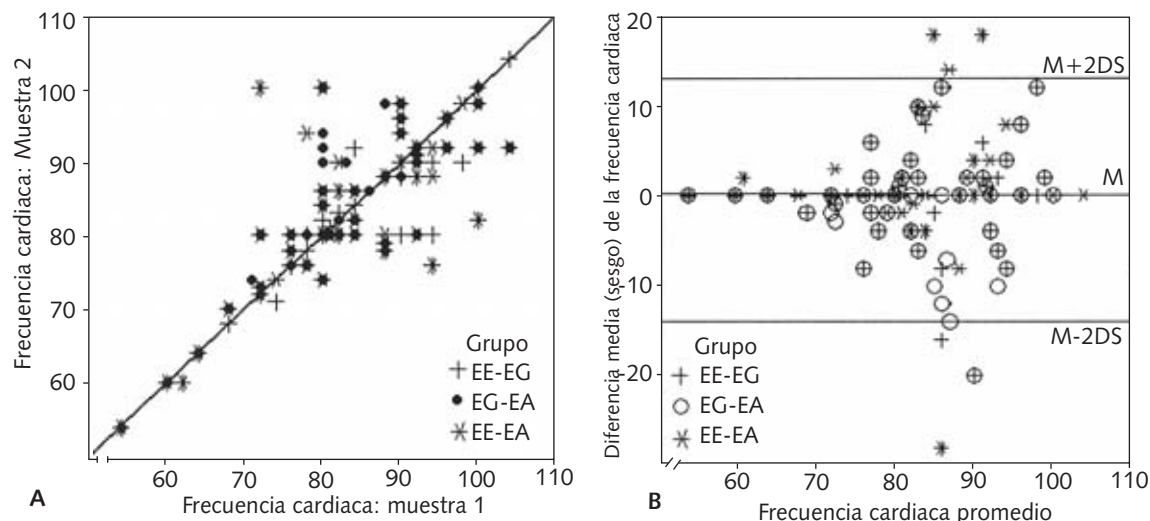 110
100
90
80
70
60
Frecuencia cardiaca: Muestra 2
Grupo
EE-EG
EG-EA
EE-EA
60 70 80 90 100 110
Frecuencia cardiaca: muestra 1
A
B
20
10
0
-10
-20
Diferencia media (sesgo) de la frecuencia cardiaca
M+2DS
M
M-2DS
Grupo
EE-EG
EG-EA
EE-EA
60 70 80 90 100 110
Frecuencia cardiaca promedio